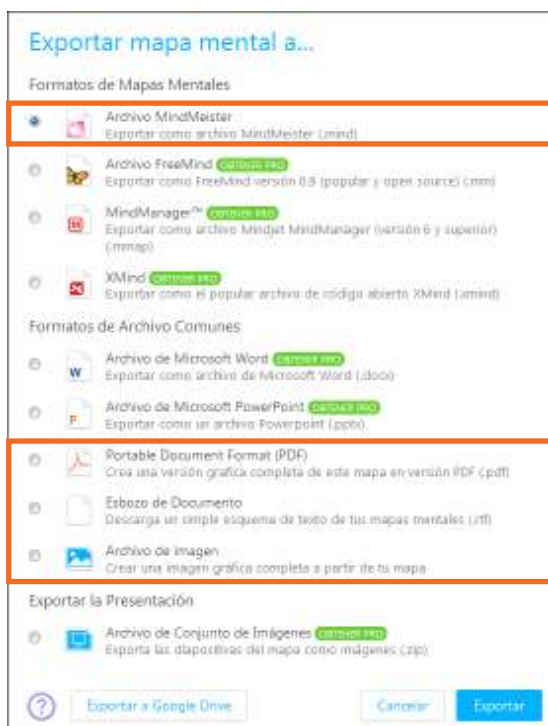 Exportar mapa mental a...
Formatos de Mapas Mentales
Archivo MindMeister
Exportar como archivo MindMeister (.mind)
Archivo FreeMind OBTENER PRO
Exportar como FreeMind versión 0.8 (popular y open source) (.mm)
MindManager™ OBTENER PRO
Exportar como archivo Mindjet MindManager (versión 6 y superior)
(.mmap)
XMind OBTENER PRO
Exportar como el popular archivo de código abierto XMind (.xmind)
Formatos de Archivo Comunes
Archivo de Microsoft Word OBTENER PRO
Exportar como archivo de Microsoft Word (.docx)
Archivo de Microsoft PowerPoint OBTENER PRO
Exportar como un archivo Powerpoint (.pptx)
Portable Document Format (PDF)
Crea una versión grafica completa de este mapa en versión PDF (.pdf)
Esbozo de Documento
Descarga un simple esquema de texto de tus mapas mentales (.rtf)
Archivo de imagen
Crear una imagen gráfica completa a partir de tu mapa
Exportar la Presentación
Archivo de Conjunto de Imágenes OBTENER PRO
Exporta las diapositivas del mapa como imágenes (.zip)
? Exportar a Google Drive Cancelar Exportar